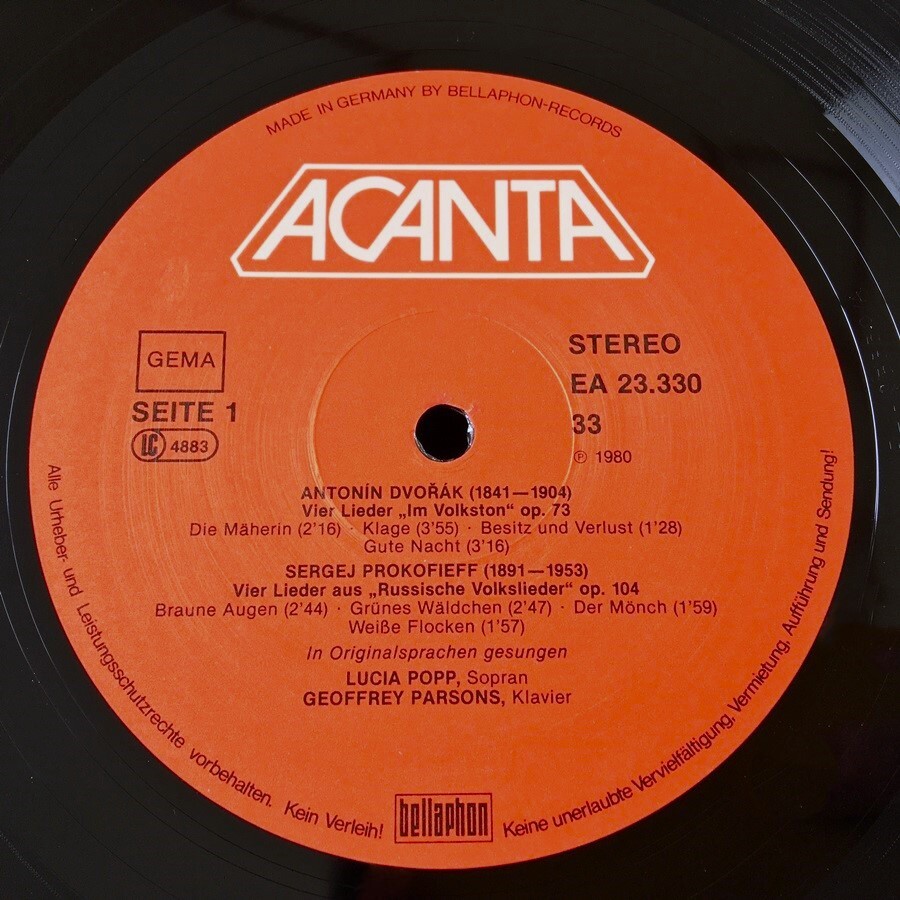 MADE IN GERMANY BY BELLAPHON-RECORDS
ACANTA
GEMA
SEITE 1
LC 4883
STEREO
EA 23.330
33
℗ 1980
ANTONÍN DVOŘÁK (1841—1904)
Vier Lieder „Im Volkston“ op. 73
Die Mäherin (2'16) · Klage (3'55) · Besitz und Verlust (1'28)
Gute Nacht (3'16)
SERGEJ PROKOFIEFF (1891—1953)
Vier Lieder aus „Russische Volkslieder“ op. 104
Braune Augen (2'44) · Grünes Wäldchen (2'47) · Der Mönch (1'59)
Weiße Flocken (1'57)
In Originalsprachen gesungen
LUCIA POPP, Sopran
GEOFFREY PARSONS, Klavier
Alle Urheber- und Leistungsschutzrechte vorbehalten. Kein Verleih!
bellaphon
Keine unerlaubte Vervielfältigung, Vermietung, Aufführung und Sendung!